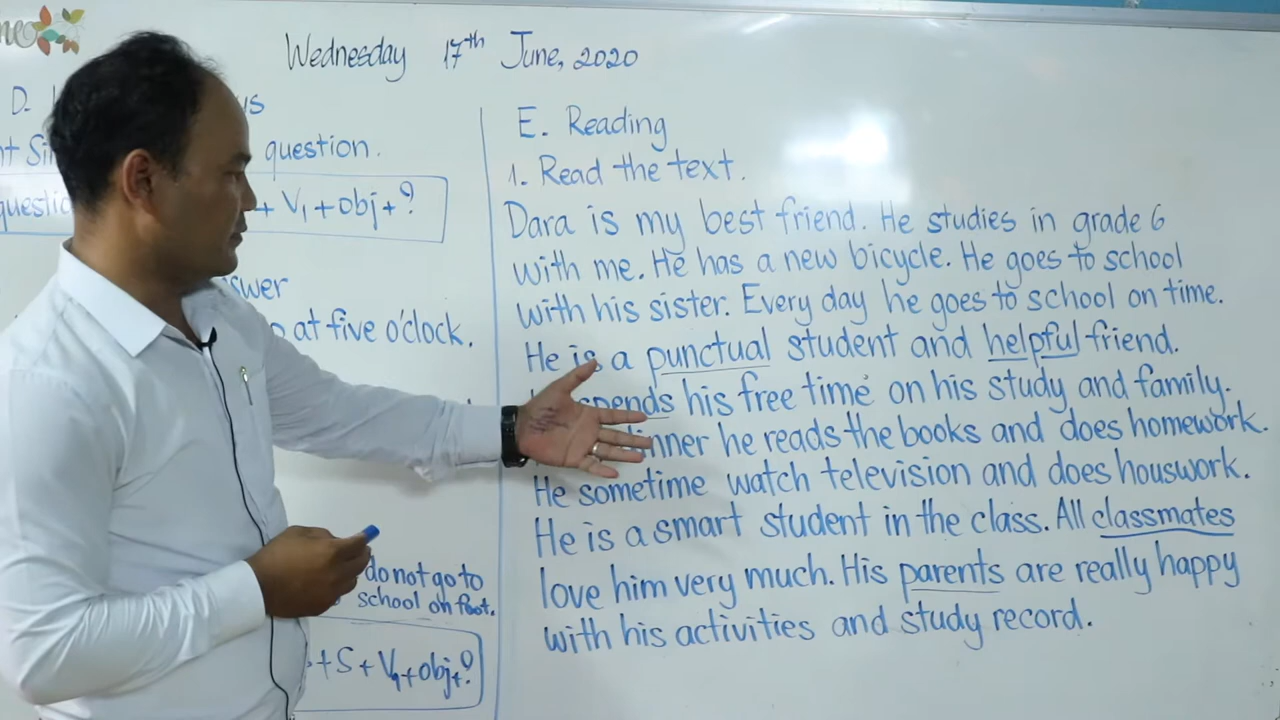 Wednesday 17th June, 2020
D.
question.
+ V1 + obj + ?
at five o'clock.
do not go to
school on foot.
+ S + V1 + obj + ?
E. Reading
1. Read the text.
Dara is my best friend. He studies in grade 6
with me. He has a new bicycle. He goes to school
with his sister. Every day he goes to school on time.
He is a punctual student and helpful friend.
his free time on his study and family.
he reads the books and does homework.
He sometime watch television and does houswork.
He is a smart student in the class. All classmates
love him very much. His parents are really happy
with his activities and study record.